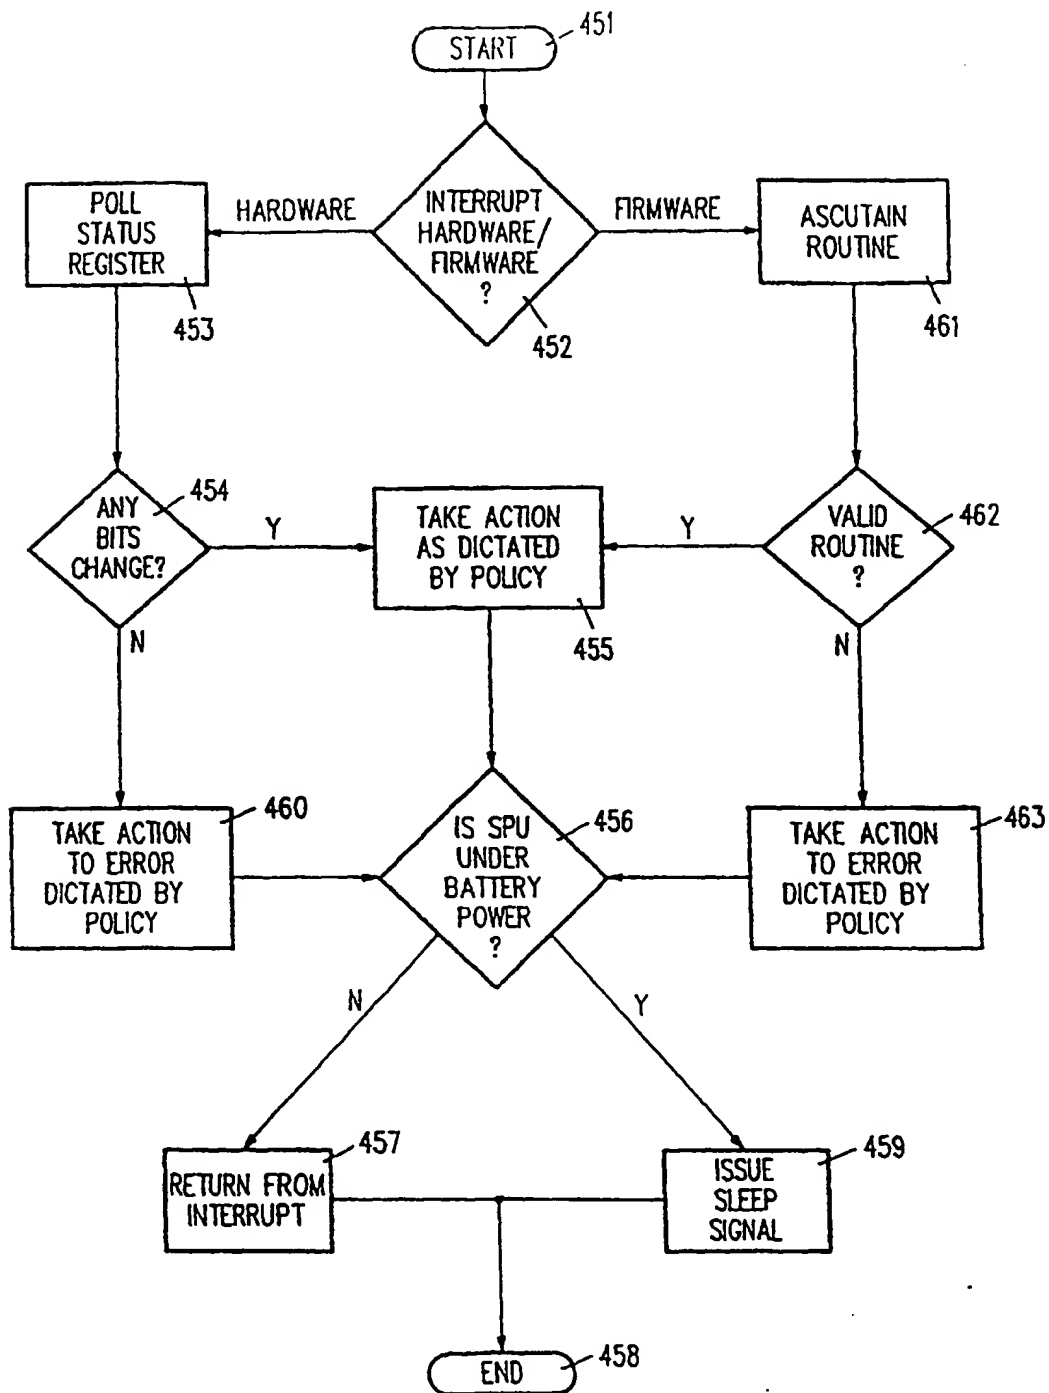 START
451
INTERRUPT
HARDWARE/
FIRMWARE
?
452
HARDWARE
FIRMWARE
POLL
STATUS
REGISTER
453
ASCUTAIN
ROUTINE
461
ANY
BITS
CHANGE?
454
Y
N
TAKE ACTION
AS DICTATED
BY POLICY
455
VALID
ROUTINE
?
462
Y
N
TAKE ACTION
TO ERROR
DICTATED BY
POLICY
460
IS SPU
UNDER
BATTERY
POWER
?
456
TAKE ACTION
TO ERROR
DICTATED BY
POLICY
463
N
Y
RETURN FROM
INTERRUPT
457
ISSUE
SLEEP
SIGNAL
459
END
458